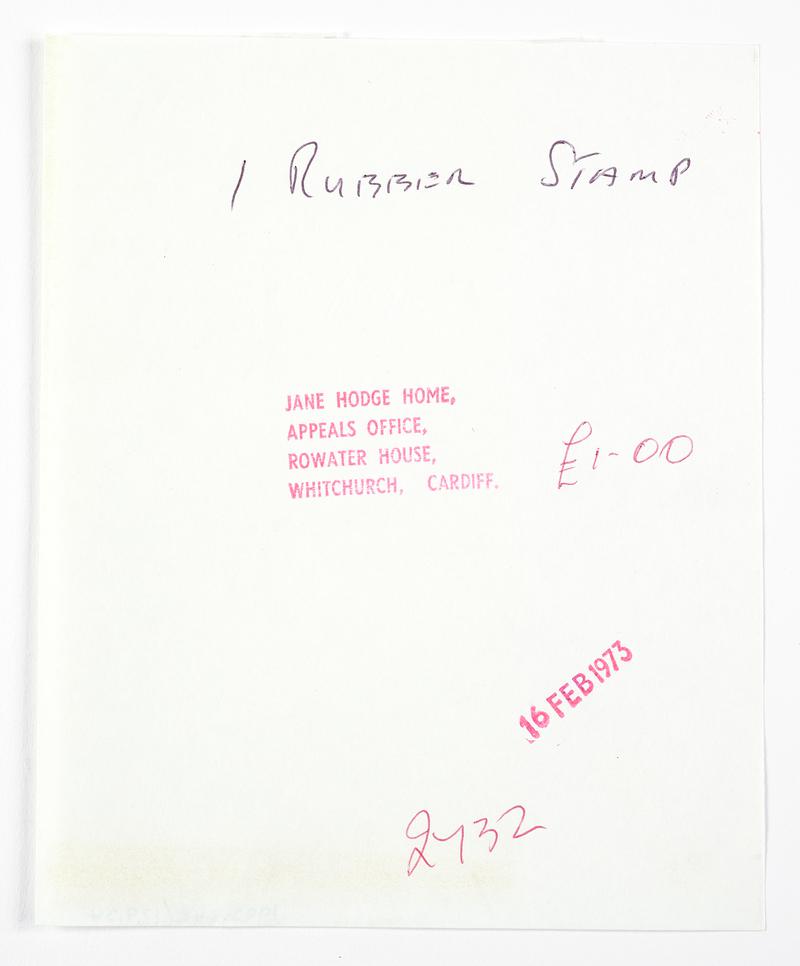 1 RUBBER STAMP
JANE HODGE HOME,
APPEALS OFFICE,
ROWATER HOUSE,
WHITCHURCH, CARDIFF.
£1-00
16 FEB 1973
2432